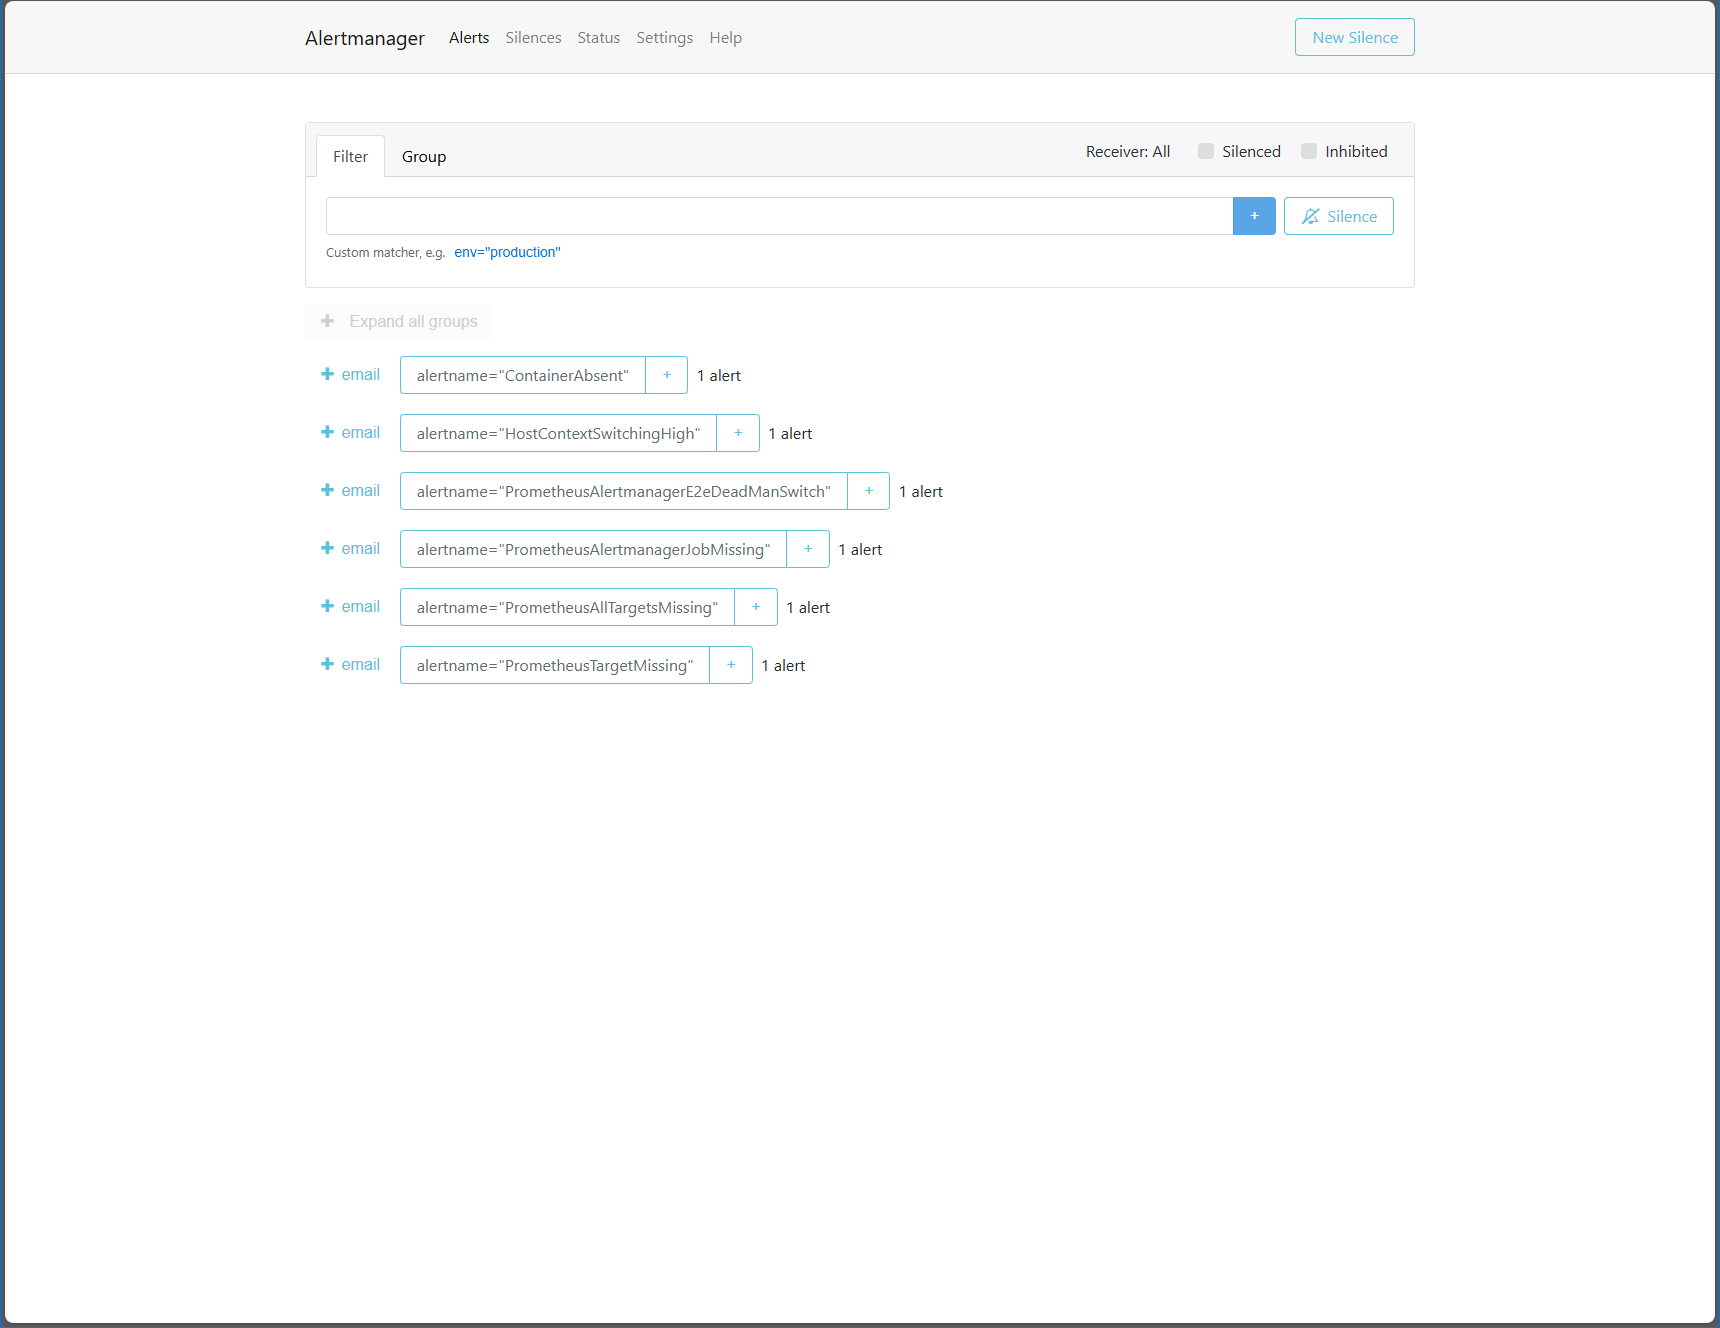 Alertmanager Alerts Silences Status Settings Help New Silence
Filter Group Receiver: All Silenced Inhibited
+ Silence
Custom matcher, e.g. env="production"
+ Expand all groups
+ email alertname="ContainerAbsent" + 1 alert
+ email alertname="HostContextSwitchingHigh" + 1 alert
+ email alertname="PrometheusAlertmanagerE2eDeadManSwitch" + 1 alert
+ email alertname="PrometheusAlertmanagerJobMissing" + 1 alert
+ email alertname="PrometheusAllTargetsMissing" + 1 alert
+ email alertname="PrometheusTargetMissing" + 1 alert